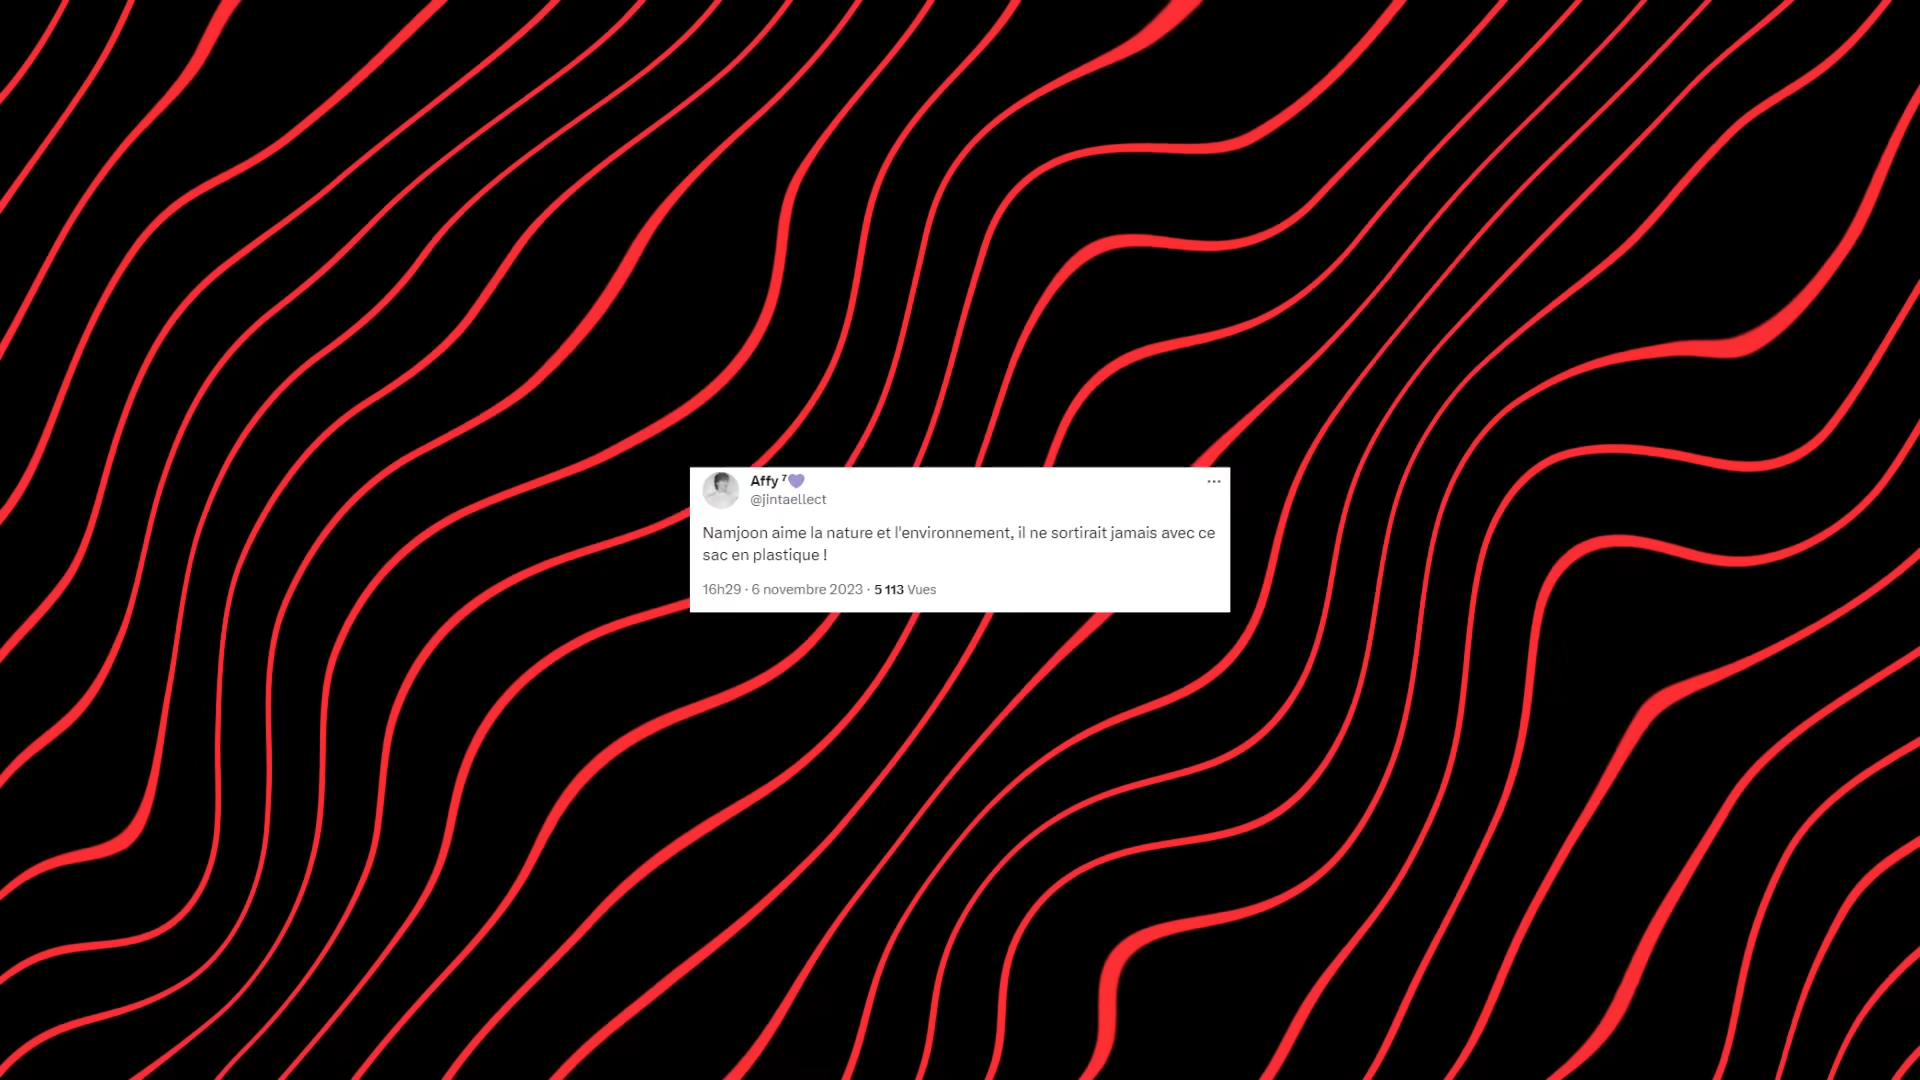 Affy ⁷💜
@jintaellect
Namjoon aime la nature et l'environnement, il ne sortirait jamais avec ce
sac en plastique !
16h29 · 6 novembre 2023 · 5 113 Vues